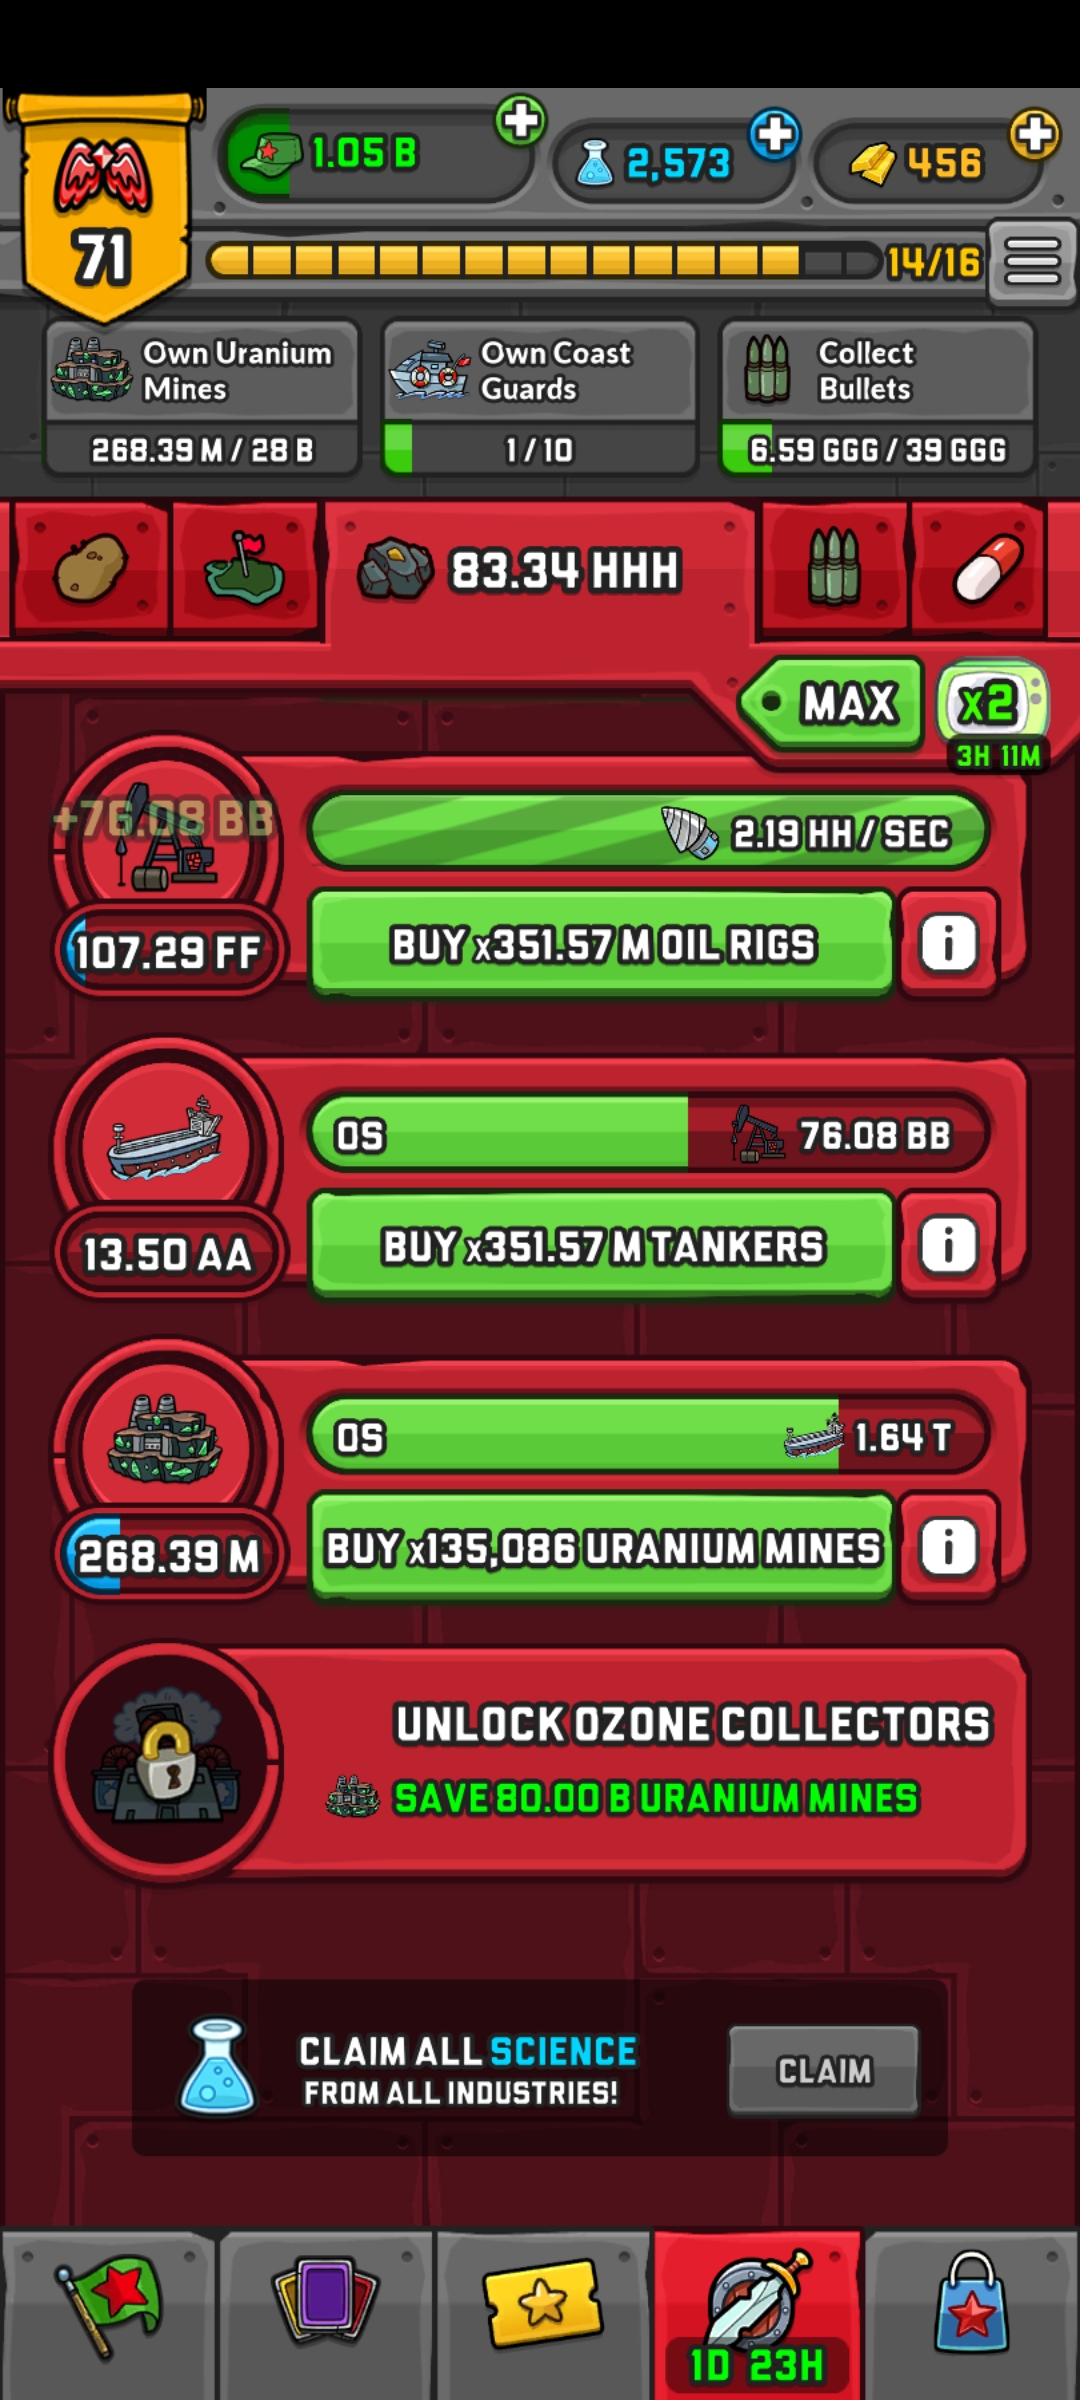 71
1.05 B
2,573
456
14/16
Own Uranium
Mines
268.39 M / 28 B
Own Coast
Guards
1 / 10
Collect
Bullets
6.59 GGG / 39 GGG
83.34 HHH
MAX
x2
3H 11M
+76.08 BB
2.19 HH / SEC
107.29 FF
BUY x351.57 M OIL RIGS
i
0S
76.08 BB
13.50 AA
BUY x351.57 M TANKERS
i
0S
1.64 T
268.39 M
BUY x135,086 URANIUM MINES
i
UNLOCK OZONE COLLECTORS
SAVE 80.00 B URANIUM MINES
CLAIM ALL SCIENCE
FROM ALL INDUSTRIES!
CLAIM
1D 23H